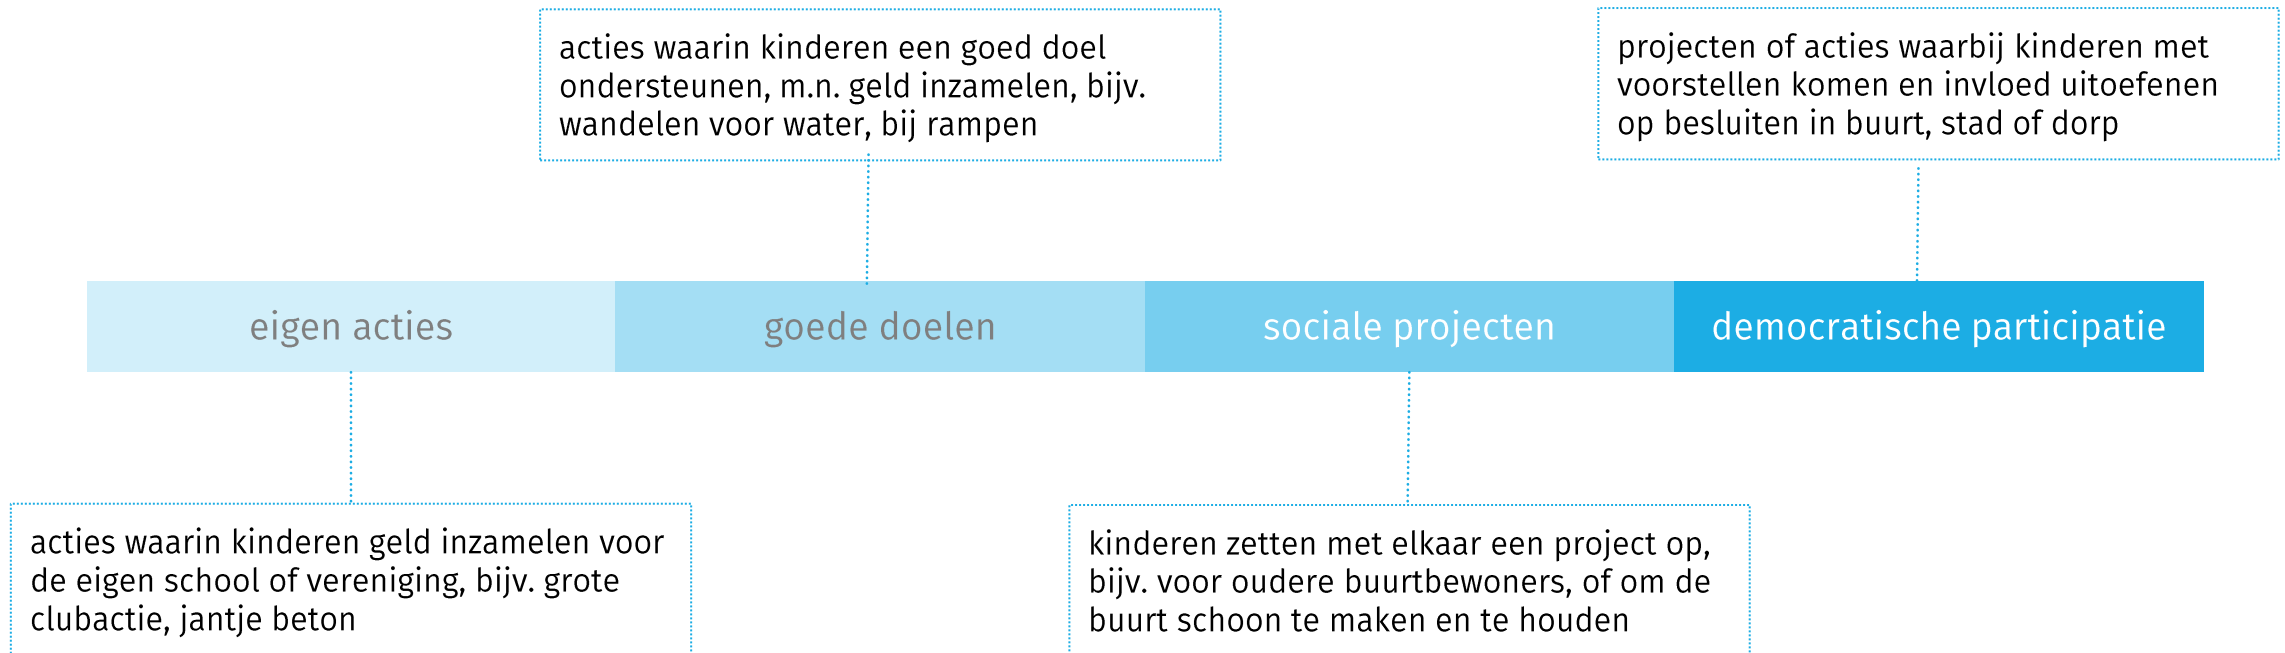 acties waarin kinderen een goed doel
ondersteunen, m.n. geld inzamelen, bijv.
wandelen voor water, bij rampen
projecten of acties waarbij kinderen met
voorstellen komen en invloed uitoefenen
op besluiten in buurt, stad of dorp
eigen acties
goede doelen
sociale projecten
democratische participatie
acties waarin kinderen geld inzamelen voor
de eigen school of vereniging, bijv. grote
clubactie, jantje beton
kinderen zetten met elkaar een project op,
bijv. voor oudere buurtbewoners, of om de
buurt schoon te maken en te houden